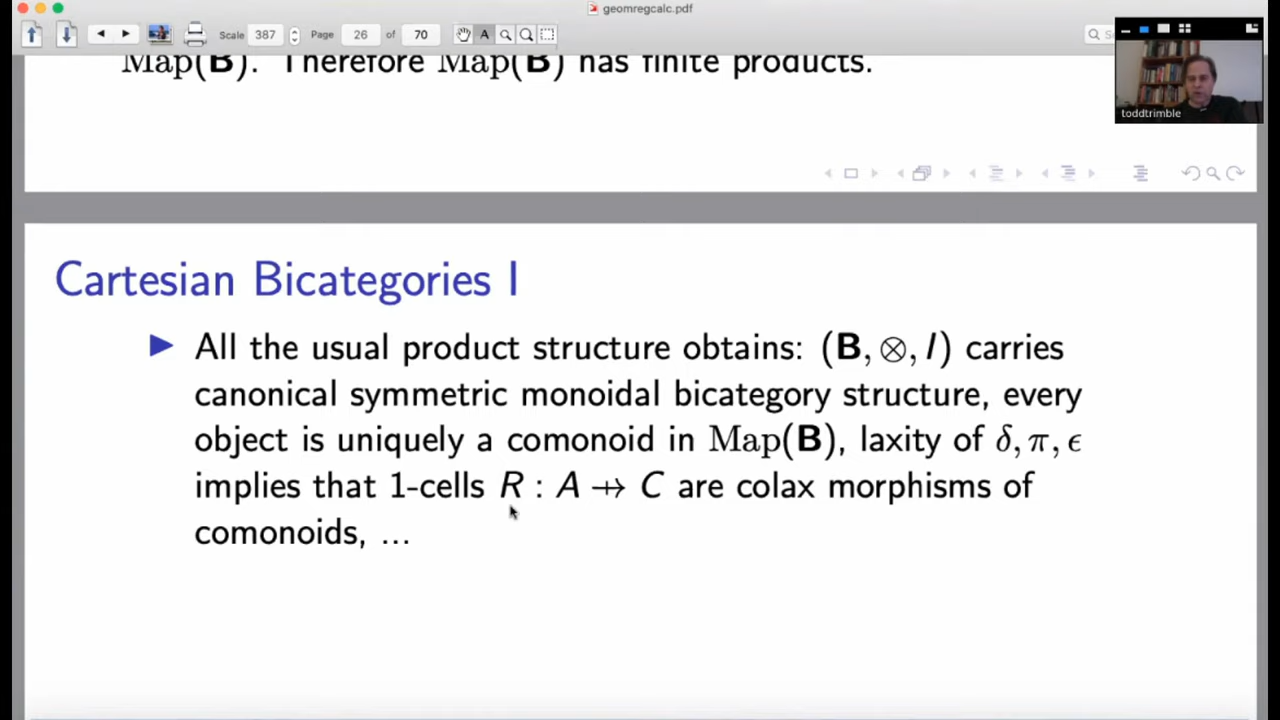 geomregcalc.pdf
Scale 387 Page 26 of 70
toddtrimble
Map(B). Therefore Map(B) has finite products.
Cartesian Bicategories I
▶ All the usual product structure obtains: (B, ⊗, I) carries
canonical symmetric monoidal bicategory structure, every
object is uniquely a comonoid in Map(B), laxity of δ, π, ϵ
implies that 1-cells R : A ⇸ C are colax morphisms of
comonoids, ...